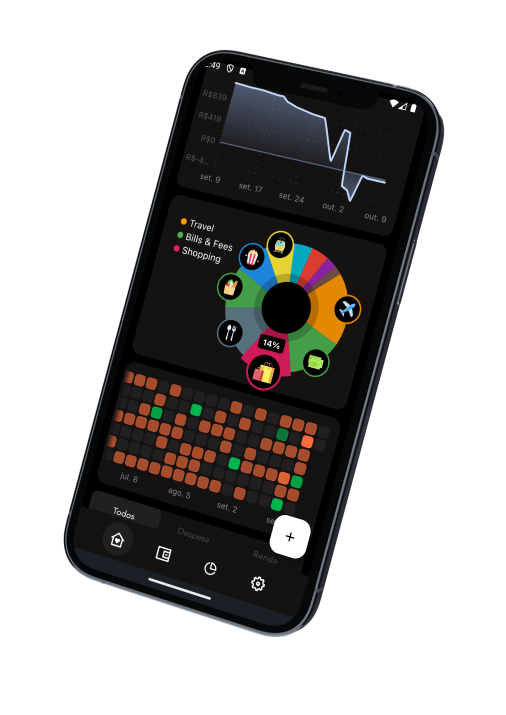 :49
R$839
R$419
R$0
R$-4...
set. 9 set. 17 set. 24 out. 2 out. 9
Travel
Bills & Fees
Shopping
14%
jul. 8 ago. 5 set. 2
Todos Despesa Renda